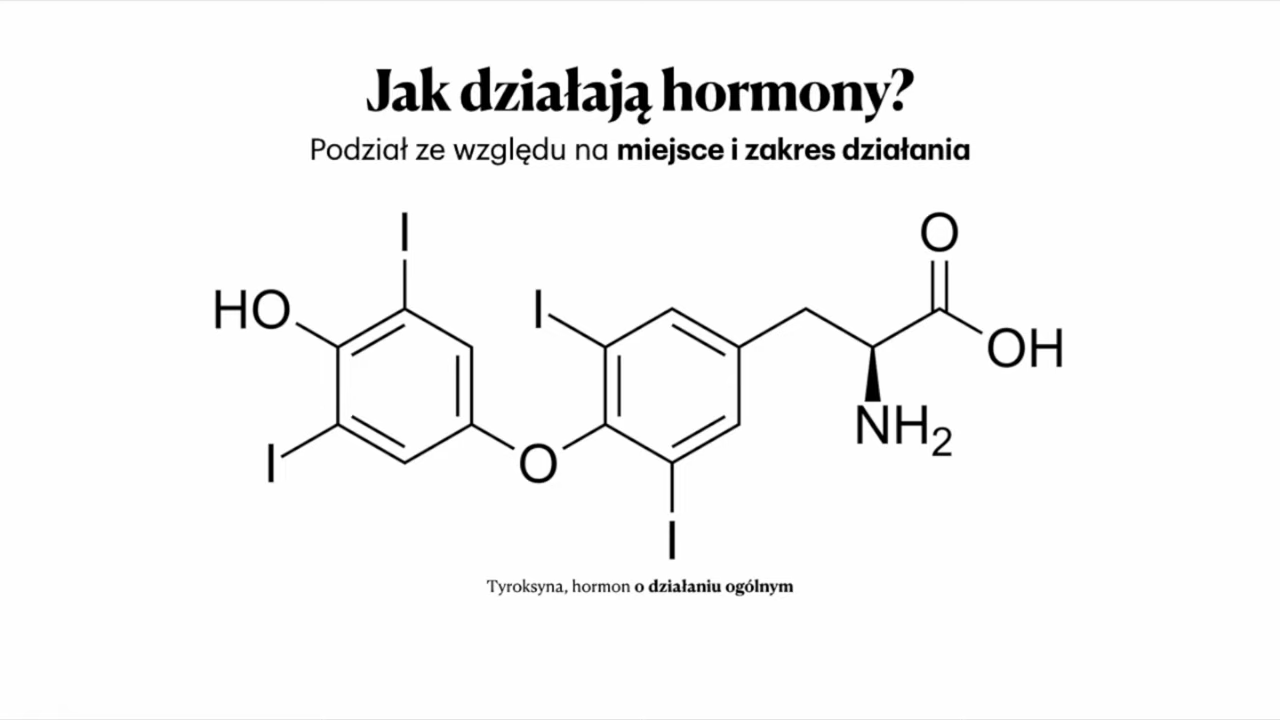 Jak działają hormony?
Podział ze względu na miejsce i zakres działania
I
O
HO
I
OH
NH2
I
O
I
Tyroksyna, hormon o działaniu ogólnym